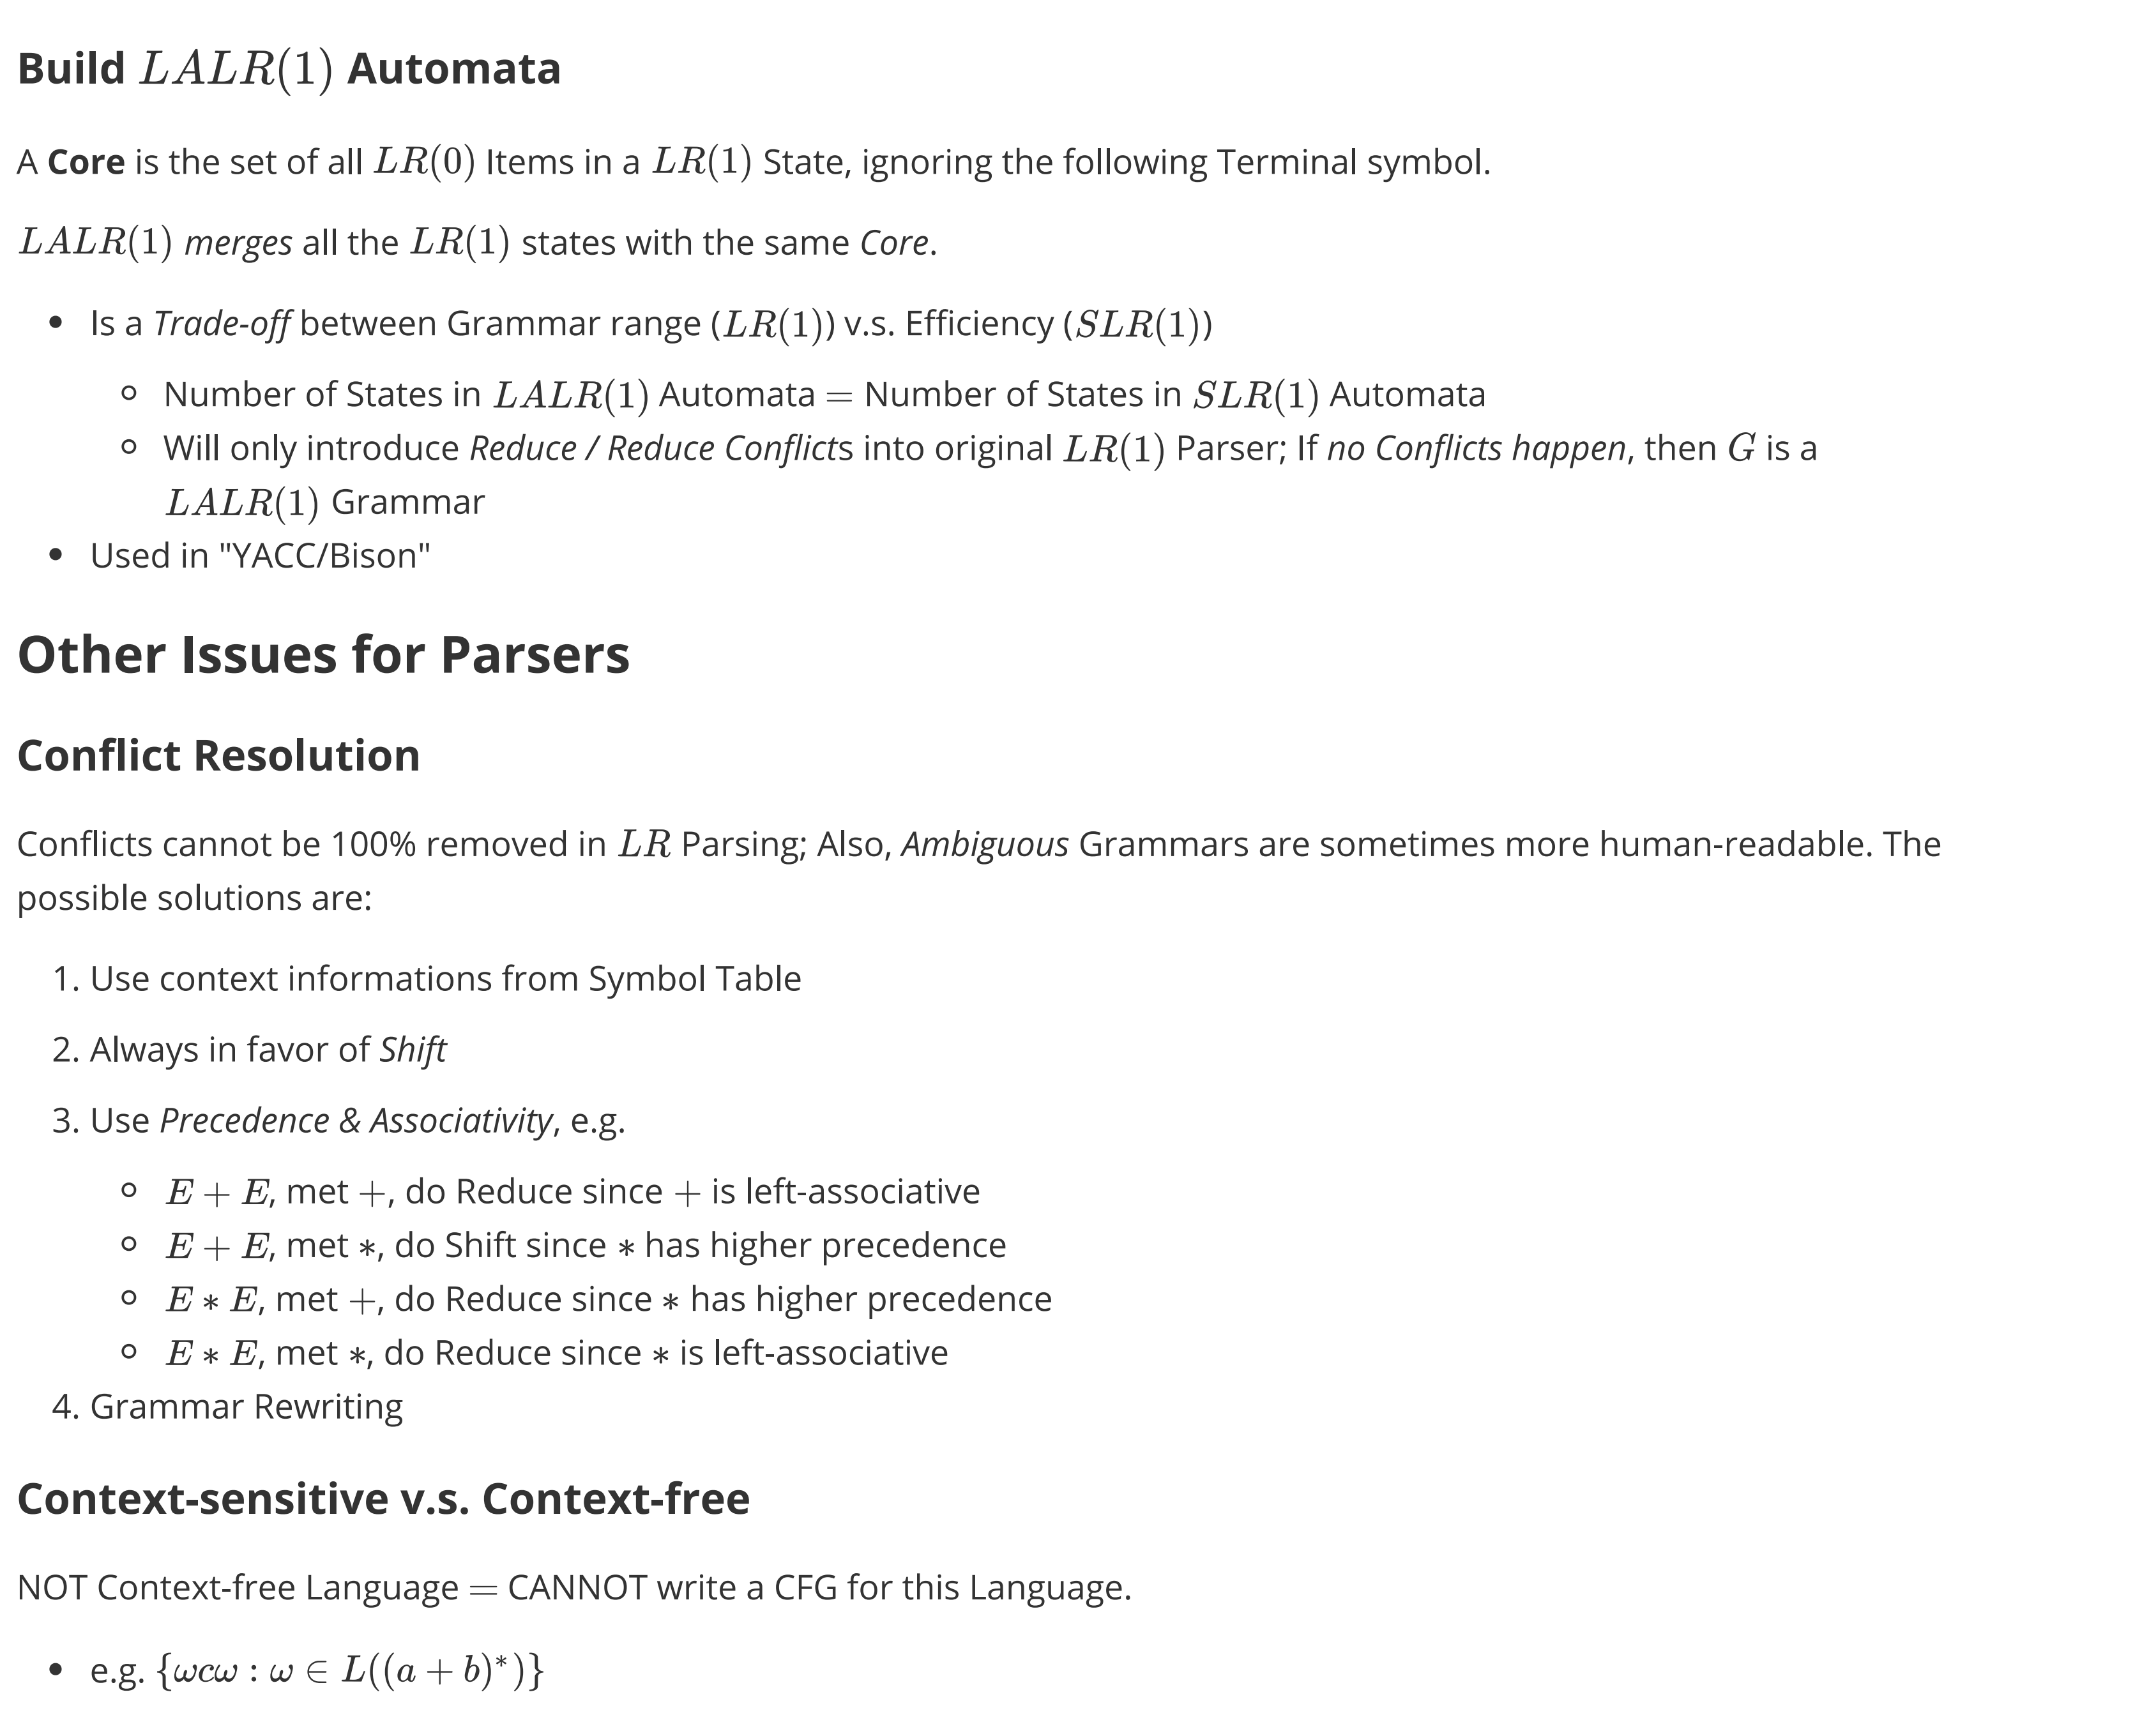 Build LALR(1) Automata
A Core is the set of all LR(0) Items in a LR(1) State, ignoring the following Terminal symbol.
LALR(1) merges all the LR(1) states with the same Core.
• Is a Trade-off between Grammar range (LR(1)) v.s. Efficiency (SLR(1))
◦ Number of States in LALR(1) Automata = Number of States in SLR(1) Automata
◦ Will only introduce Reduce / Reduce Conflicts into original LR(1) Parser; If no Conflicts happen, then G is a
LALR(1) Grammar
• Used in "YACC/Bison"
Other Issues for Parsers
Conflict Resolution
Conflicts cannot be 100% removed in LR Parsing; Also, Ambiguous Grammars are sometimes more human-readable. The
possible solutions are:
1. Use context informations from Symbol Table
2. Always in favor of Shift
3. Use Precedence & Associativity, e.g.
◦ E + E, met +, do Reduce since + is left-associative
◦ E + E, met ∗, do Shift since ∗ has higher precedence
◦ E ∗ E, met +, do Reduce since ∗ has higher precedence
◦ E ∗ E, met ∗, do Reduce since ∗ is left-associative
4. Grammar Rewriting
Context-sensitive v.s. Context-free
NOT Context-free Language = CANNOT write a CFG for this Language.
• e.g. {ωcω : ω ∈ L((a + b)*)}